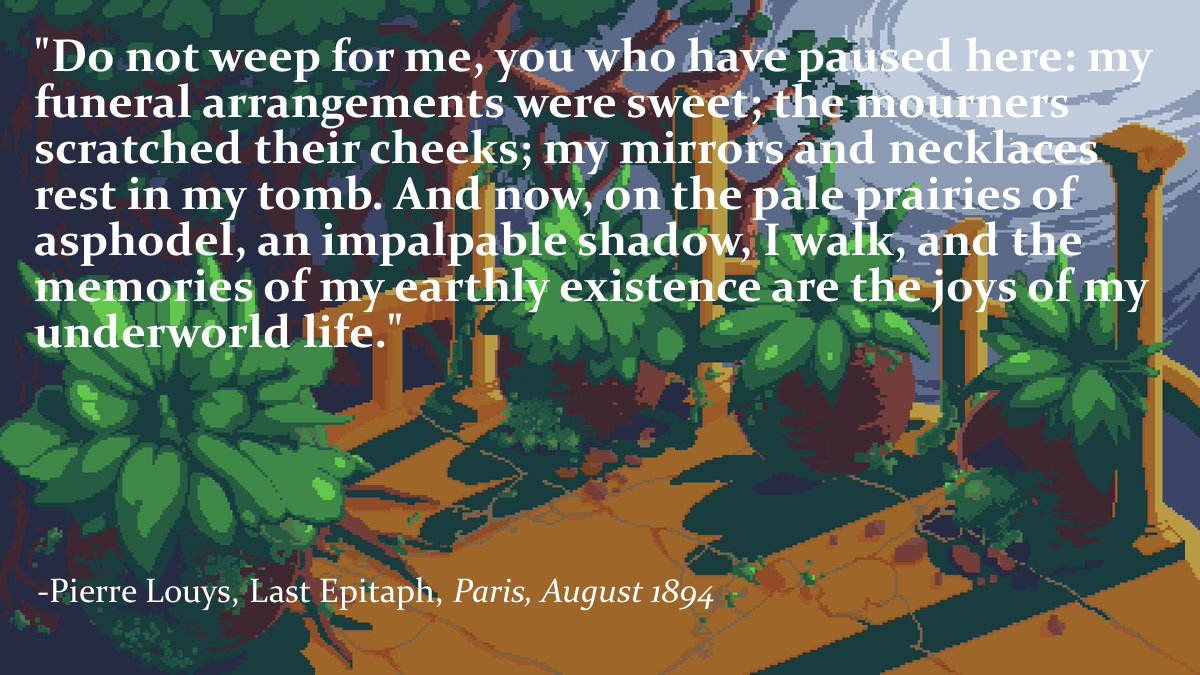 "Do not weep for me, you who have paused here: my
funeral arrangements were sweet; the mourners
scratched their cheeks; my mirrors and necklaces
rest in my tomb. And now, on the pale prairies of
asphodel, an impalpable shadow, I walk, and the
memories of my earthly existence are the joys of my
underworld life."
-Pierre Louys, Last Epitaph, Paris, August 1894